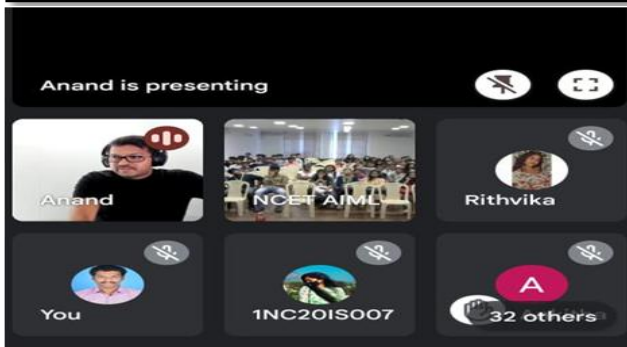 Anand is presenting
Anand
NCET AIML
Rithvika
You
1NC20IS007
A
32 others